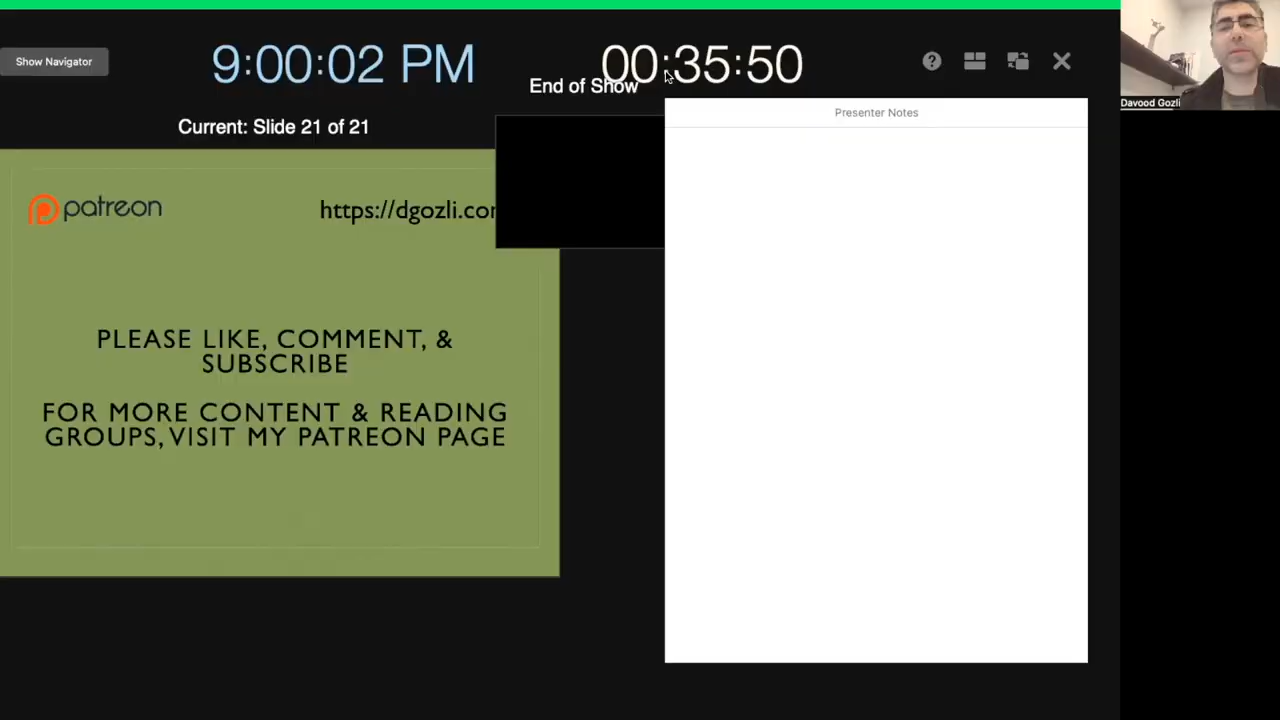 9:00:02 PM
00:35:50
Show Navigator
End of Show
Current: Slide 21 of 21
Presenter Notes
Davood Gozli
patreon
https://dgozli.co
PLEASE LIKE, COMMENT, &
SUBSCRIBE
FOR MORE CONTENT & READING
GROUPS, VISIT MY PATREON PAGE